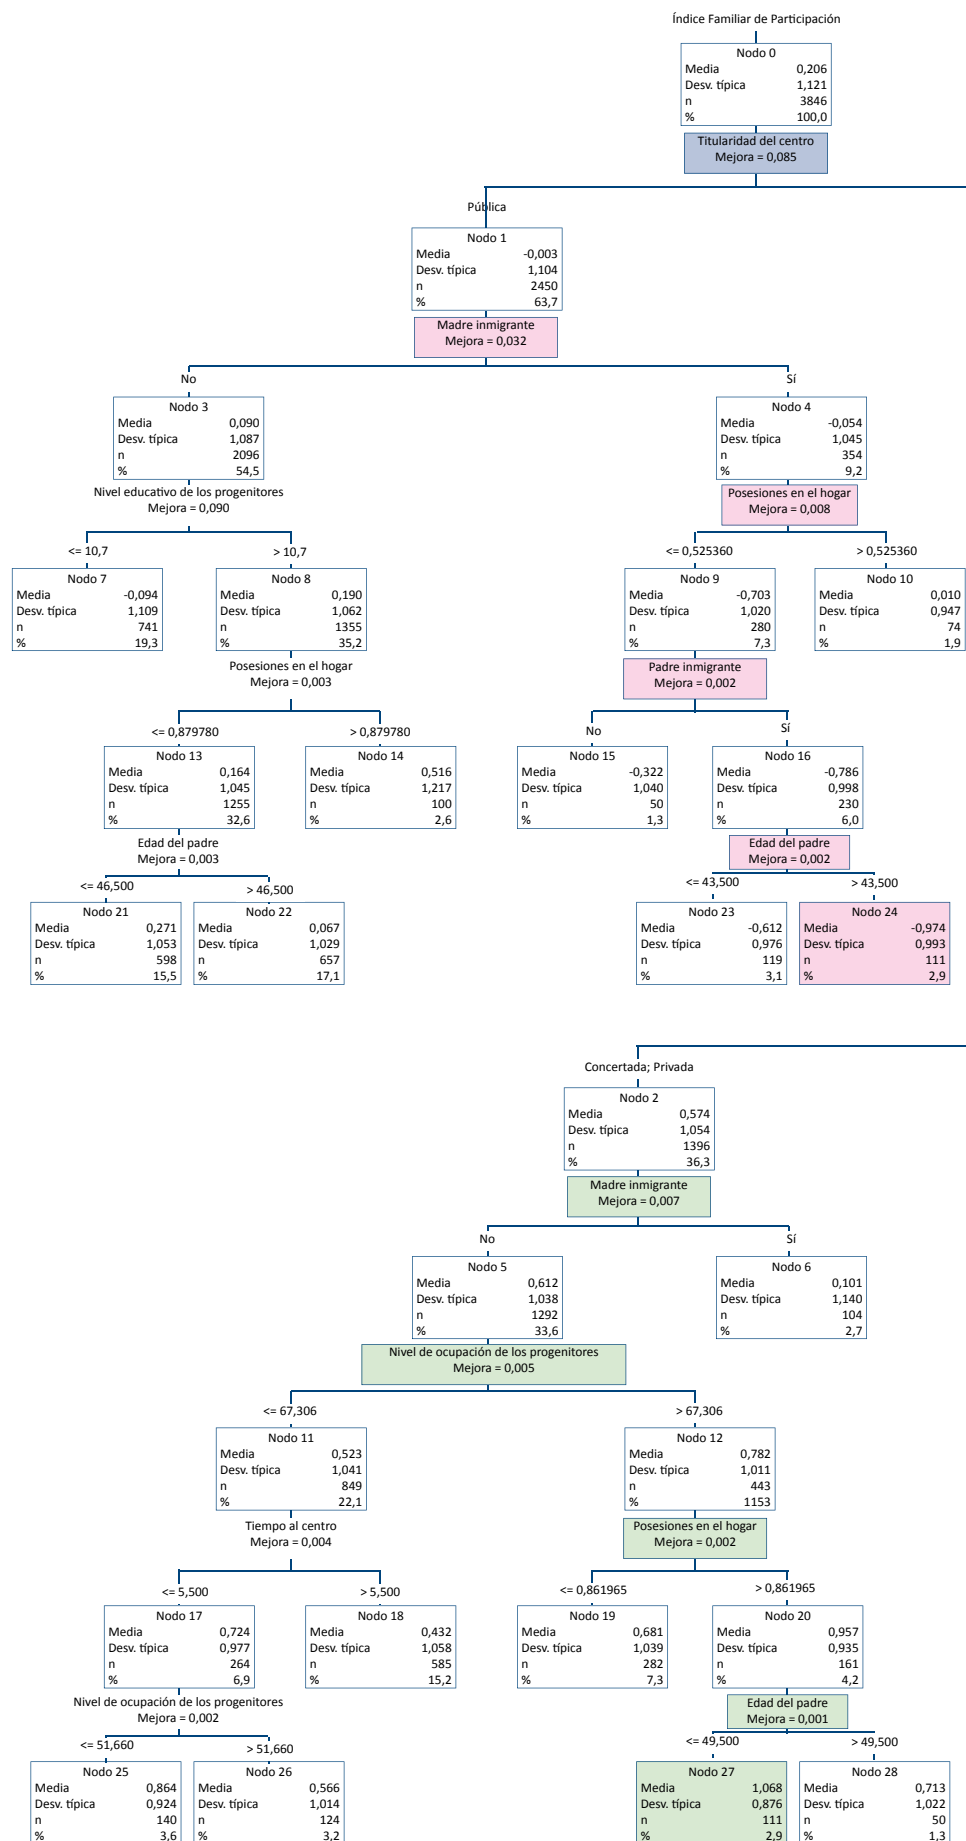 Índice Familiar de Participación
Nodo 0
Media 0,206
Desv. típica 1,121
n 3846
% 100,0
Titularidad del centro
Mejora = 0,085
Pública
Nodo 1
Media -0,003
Desv. típica 1,104
n 2450
% 63,7
Madre inmigrante
Mejora = 0,032
No
Sí
Nodo 3
Media 0,090
Desv. típica 1,087
n 2096
% 54,5
Nivel educativo de los progenitores
Mejora = 0,090
Nodo 4
Media -0,054
Desv. típica 1,045
n 354
% 9,2
Posesiones en el hogar
Mejora = 0,008
<= 10,7
> 10,7
<= 0,525360
> 0,525360
Nodo 7
Media -0,094
Desv. típica 1,109
n 741
% 19,3
Nodo 8
Media 0,190
Desv. típica 1,062
n 1355
% 35,2
Posesiones en el hogar
Mejora = 0,003
Nodo 9
Media -0,703
Desv. típica 1,020
n 280
% 7,3
Padre inmigrante
Mejora = 0,002
Nodo 10
Media 0,010
Desv. típica 0,947
n 74
% 1,9
<= 0,879780
> 0,879780
No
Sí
Nodo 13
Media 0,164
Desv. típica 1,045
n 1255
% 32,6
Edad del padre
Mejora = 0,003
Nodo 14
Media 0,516
Desv. típica 1,217
n 100
% 2,6
Nodo 15
Media -0,322
Desv. típica 1,040
n 50
% 1,3
Nodo 16
Media -0,786
Desv. típica 0,998
n 230
% 6,0
Edad del padre
Mejora = 0,002
<= 46,500
> 46,500
<= 43,500
> 43,500
Nodo 21
Media 0,271
Desv. típica 1,053
n 598
% 15,5
Nodo 22
Media 0,067
Desv. típica 1,029
n 657
% 17,1
Nodo 23
Media -0,612
Desv. típica 0,976
n 119
% 3,1
Nodo 24
Media -0,974
Desv. típica 0,993
n 111
% 2,9
Concertada; Privada
Nodo 2
Media 0,574
Desv. típica 1,054
n 1396
% 36,3
Madre inmigrante
Mejora = 0,007
No
Sí
Nodo 5
Media 0,612
Desv. típica 1,038
n 1292
% 33,6
Nivel de ocupación de los progenitores
Mejora = 0,005
Nodo 6
Media 0,101
Desv. típica 1,140
n 104
% 2,7
<= 67,306
> 67,306
Nodo 11
Media 0,523
Desv. típica 1,041
n 849
% 22,1
Tiempo al centro
Mejora = 0,004
Nodo 12
Media 0,782
Desv. típica 1,011
n 443
% 1153
Posesiones en el hogar
Mejora = 0,002
<= 5,500
> 5,500
<= 0,861965
> 0,861965
Nodo 17
Media 0,724
Desv. típica 0,977
n 264
% 6,9
Nivel de ocupación de los progenitores
Mejora = 0,002
Nodo 18
Media 0,432
Desv. típica 1,058
n 585
% 15,2
Nodo 19
Media 0,681
Desv. típica 1,039
n 282
% 7,3
Nodo 20
Media 0,957
Desv. típica 0,935
n 161
% 4,2
Edad del padre
Mejora = 0,001
<= 51,660
> 51,660
<= 49,500
> 49,500
Nodo 25
Media 0,864
Desv. típica 0,924
n 140
% 3,6
Nodo 26
Media 0,566
Desv. típica 1,014
n 124
% 3,2
Nodo 27
Media 1,068
Desv. típica 0,876
n 111
% 2,9
Nodo 28
Media 0,713
Desv. típica 1,022
n 50
% 1,3